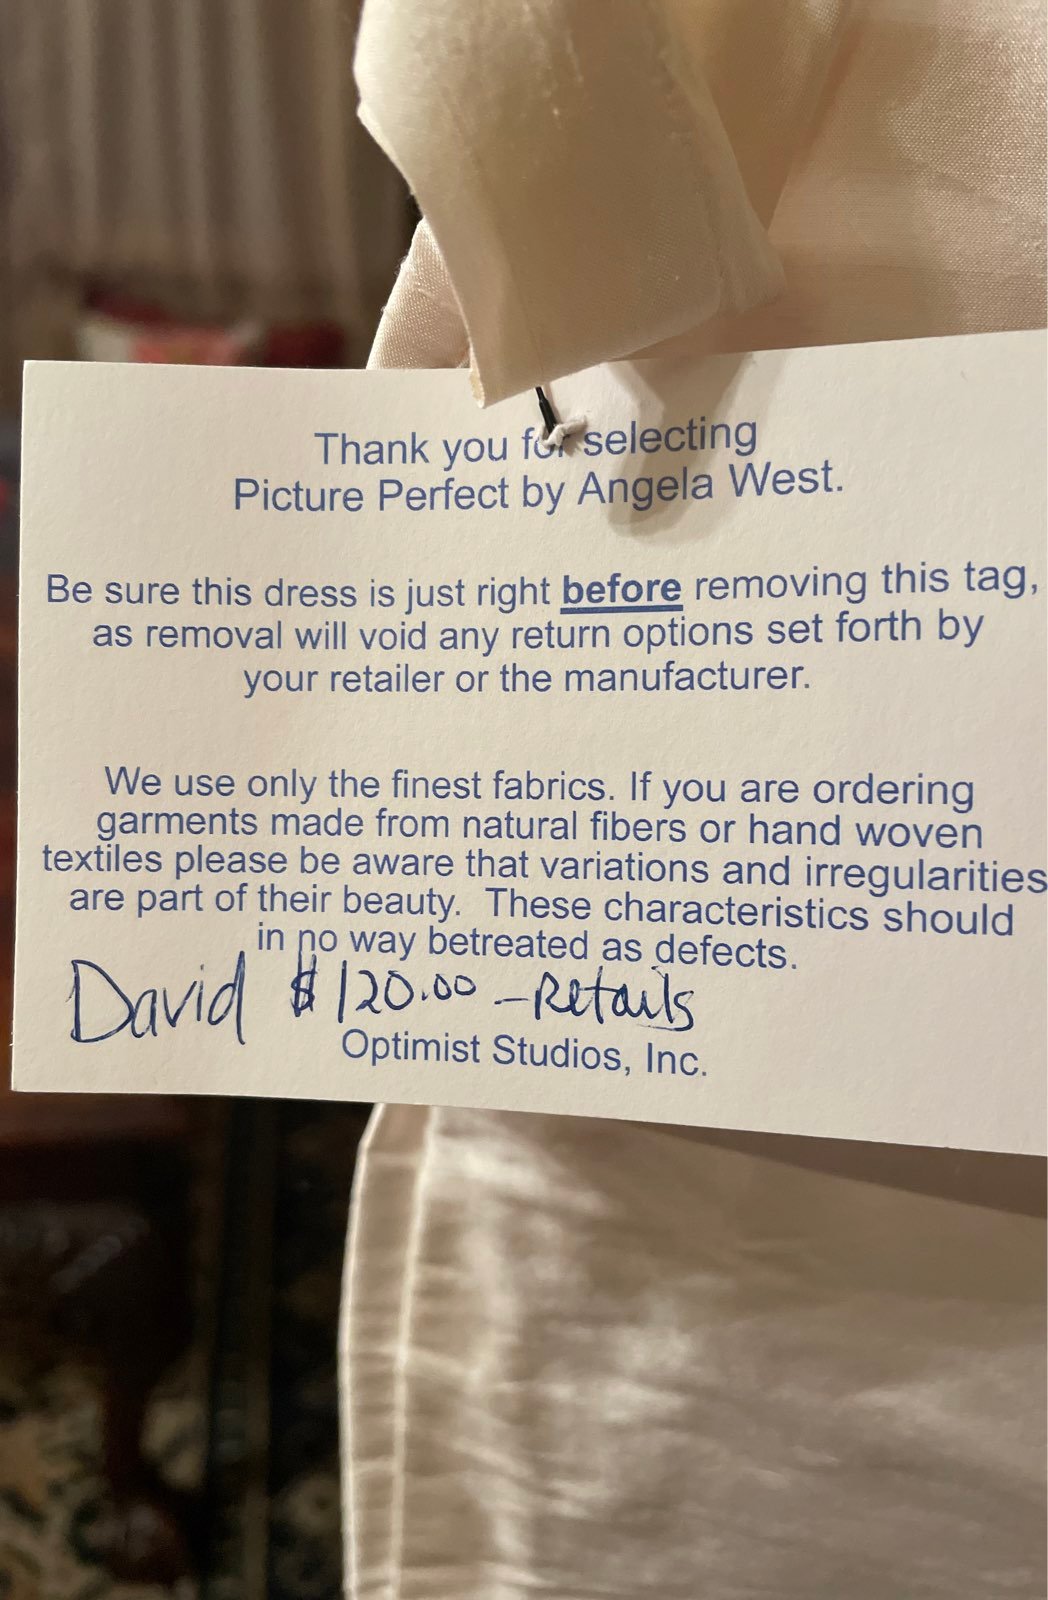 Thank you for selecting
Picture Perfect by Angela West.
Be sure this dress is just right before removing this tag,
as removal will void any return options set forth by
your retailer or the manufacturer.
We use only the finest fabrics. If you are ordering
garments made from natural fibers or hand woven
textiles please be aware that variations and irregularities
are part of their beauty. These characteristics should
in no way betreated as defects.
David $120.00 - Retails
Optimist Studios, Inc.